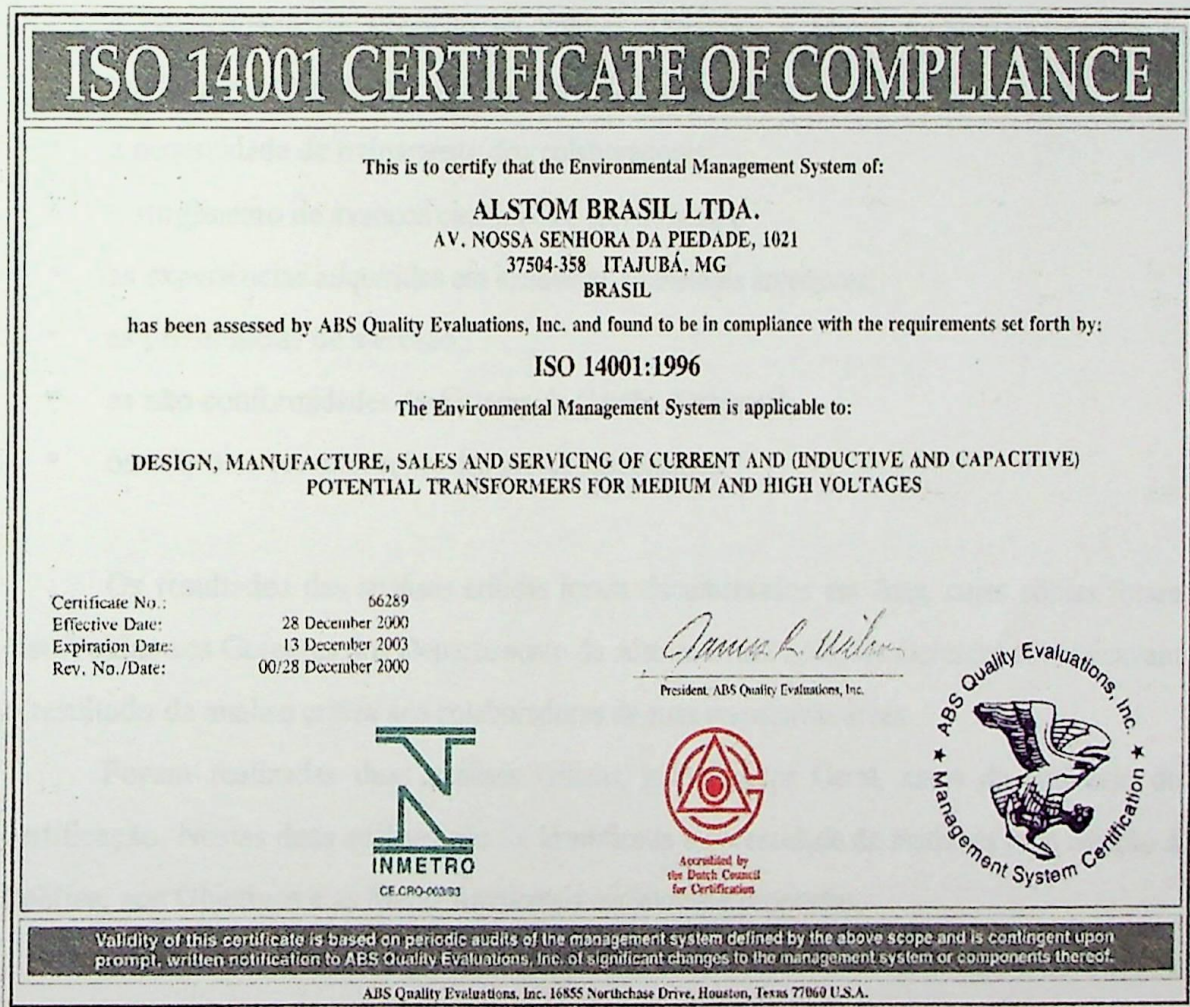 ISO 14001 CERTIFICATE OF COMPLIANCE
This is to certify that the Environmental Management System of:
ALSTOM BRASIL LTDA.
AV. NOSSA SENHORA DA PIEDADE, 1021
37504-358 ITAJUBÁ, MG
BRASIL
has been assessed by ABS Quality Evaluations, Inc. and found to be in compliance with the requirements set forth by:
ISO 14001:1996
The Environmental Management System is applicable to:
DESIGN, MANUFACTURE, SALES AND SERVICING OF CURRENT AND (INDUCTIVE AND CAPACITIVE)
POTENTIAL TRANSFORMERS FOR MEDIUM AND HIGH VOLTAGES
Certificate No.: 66289
Effective Date: 28 December 2000
Expiration Date: 13 December 2003
Rev. No./Date: 00/28 December 2000
President, ABS Quality Evaluations, Inc.
INMETRO
CE.CRO-003/93
Accredited by
the Dutch Council
for Certification
ABS Quality Evaluations, Inc.
★ Management System Certification ★
Validity of this certificate is based on periodic audits of the management system defined by the above scope and is contingent upon
prompt, written notification to ABS Quality Evaluations, Inc. of significant changes to the management system or components thereof.
ABS Quality Evaluations, Inc. 16855 Northchase Drive, Houston, Texas 77060 U.S.A.